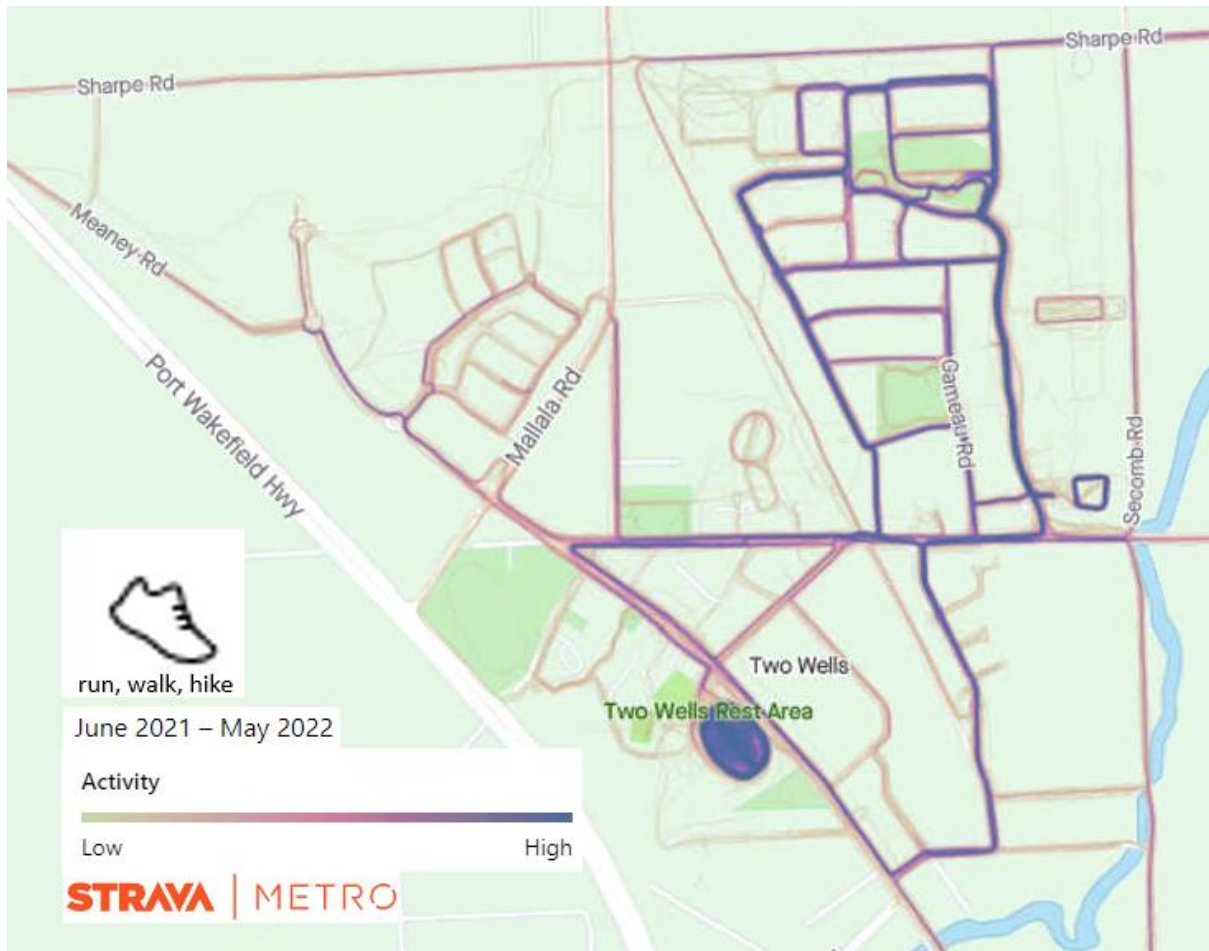 Sharpe Rd
Sharpe Rd
Meaney Rd
Port Wakefield Hwy
Mallala Rd
Gameau Rd
Secomb Rd
Two Wells
Two Wells Rest Area
run, walk, hike
June 2021 – May 2022
Activity
Low
High
STRAVA | METRO